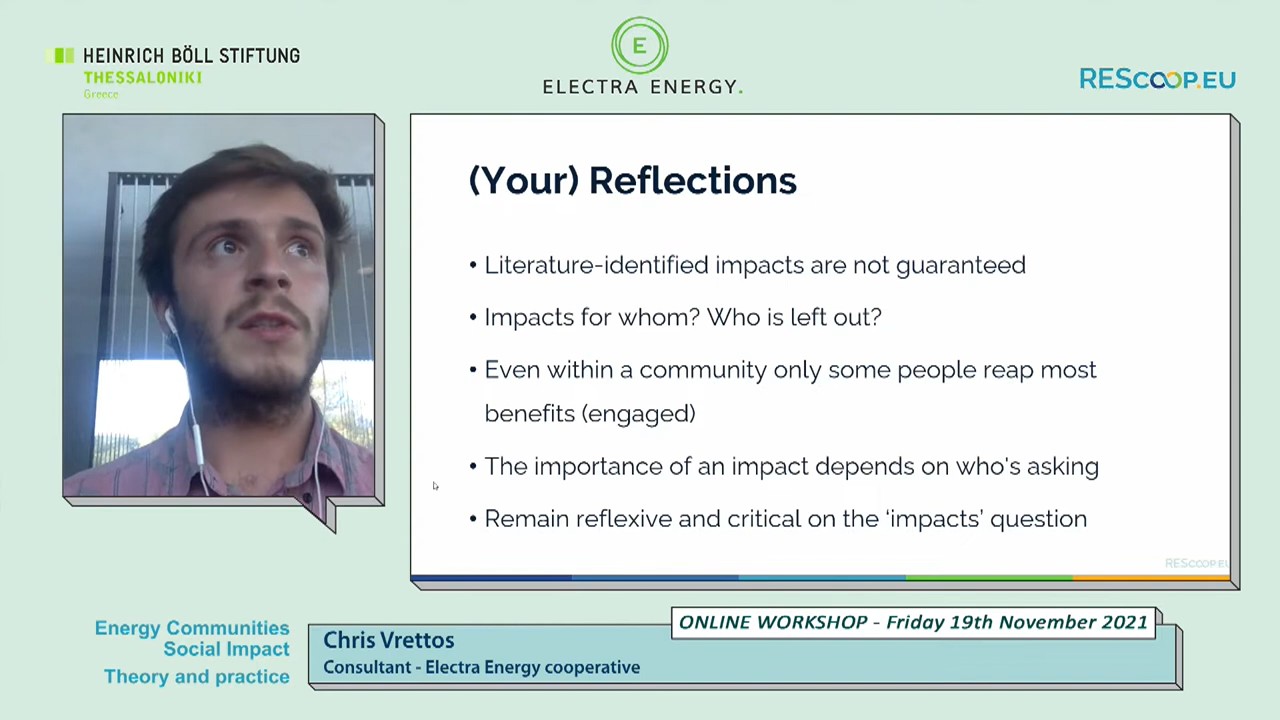 HEINRICH BÖLL STIFTUNG
THESSALONIKI
Greece
E
ELECTRA ENERGY.
REScoop.EU
(Your) Reflections
• Literature-identified impacts are not guaranteed
• Impacts for whom? Who is left out?
• Even within a community only some people reap most
benefits (engaged)
• The importance of an impact depends on who's asking
• Remain reflexive and critical on the ‘impacts’ question
REScoop.EU
Energy Communities
Social Impact
Theory and practice
ONLINE WORKSHOP - Friday 19th November 2021
Chris Vrettos
Consultant - Electra Energy cooperative